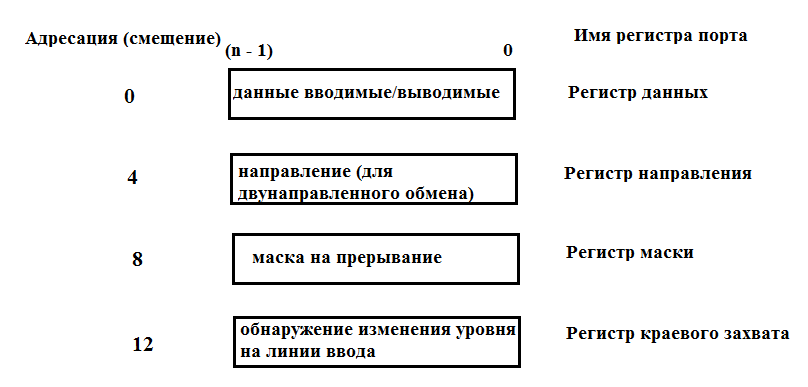 Адресация (смещение)
(n - 1)
0
Имя регистра порта
0
данные вводимые/выводимые
Регистр данных
4
направление (для
двунаправленного обмена)
Регистр направления
8
маска на прерывание
Регистр маски
12
обнаружение изменения уровня
на линии ввода
Регистр краевого захвата